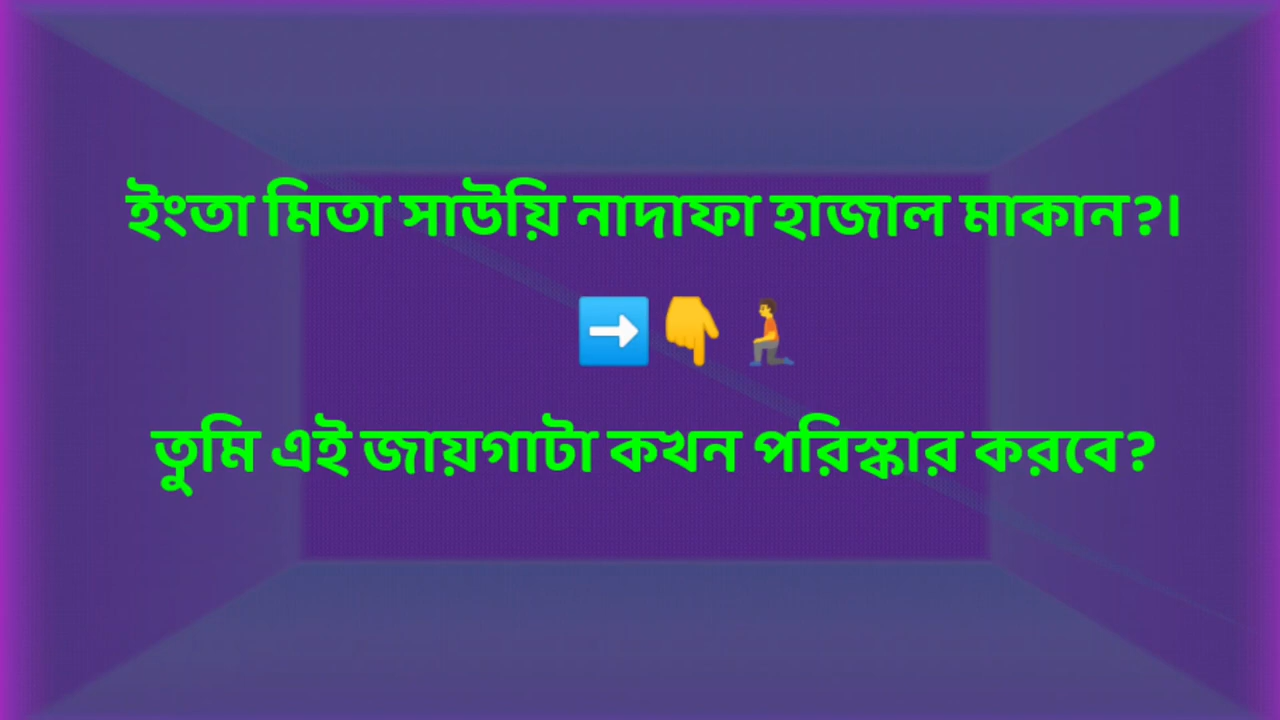 ইংতা মিতা সাউয়ি নাদাফা হাজাল মাকান?।
➡️👇🧎
তুমি এই জায়গাটা কখন পরিস্কার করবে?